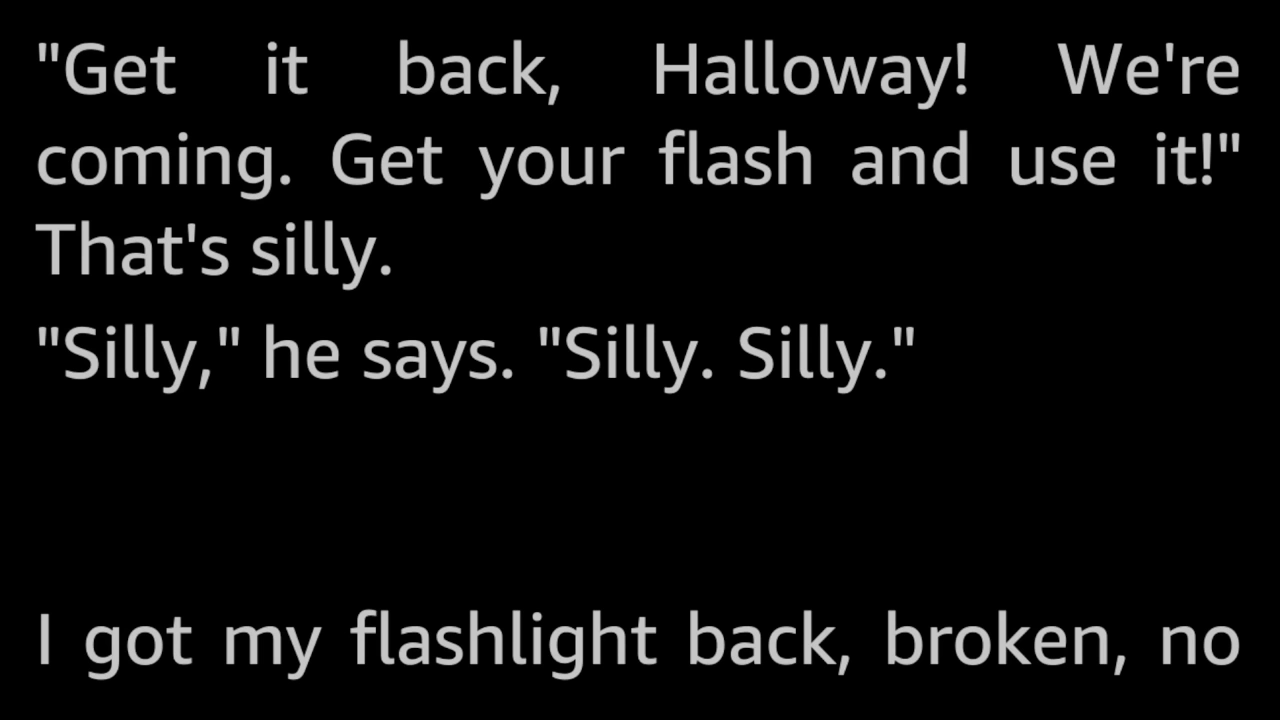 "Get it back, Halloway! We're
coming. Get your flash and use it!"
That's silly.
"Silly," he says. "Silly. Silly."
I got my flashlight back, broken, no